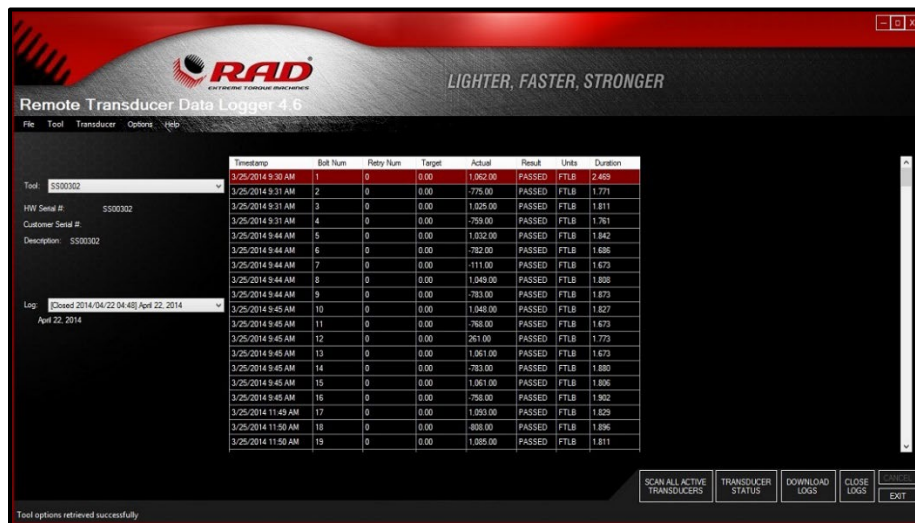 RAD
EXTREME TORQUE MACHINES
LIGHTER, FASTER, STRONGER
Remote Transducer Data Logger 4.6
File Tool Transducer Options Help
Tool: SS00302
HW Serial #: SS00302
Customer Serial #:
Description: SS00302
Log: [Closed 2014/04/22 04:48] April 22, 2014
April 22, 2014
Timestamp Bolt Num Retry Num Target Actual Result Units Duration
3/25/2014 9:30 AM 1 0 0.00 1,062.00 PASSED FTLB 2.469
3/25/2014 9:31 AM 2 0 0.00 -775.00 PASSED FTLB 1.771
3/25/2014 9:31 AM 3 0 0.00 1,025.00 PASSED FTLB 1.811
3/25/2014 9:31 AM 4 0 0.00 -759.00 PASSED FTLB 1.761
3/25/2014 9:44 AM 5 0 0.00 1,032.00 PASSED FTLB 1.842
3/25/2014 9:44 AM 6 0 0.00 -782.00 PASSED FTLB 1.686
3/25/2014 9:44 AM 7 0 0.00 -111.00 PASSED FTLB 1.673
3/25/2014 9:44 AM 8 0 0.00 1,049.00 PASSED FTLB 1.808
3/25/2014 9:44 AM 9 0 0.00 -783.00 PASSED FTLB 1.873
3/25/2014 9:45 AM 10 0 0.00 1,048.00 PASSED FTLB 1.827
3/25/2014 9:45 AM 11 0 0.00 -768.00 PASSED FTLB 1.673
3/25/2014 9:45 AM 12 0 0.00 261.00 PASSED FTLB 1.773
3/25/2014 9:45 AM 13 0 0.00 1,061.00 PASSED FTLB 1.673
3/25/2014 9:45 AM 14 0 0.00 -783.00 PASSED FTLB 1.880
3/25/2014 9:45 AM 15 0 0.00 1,061.00 PASSED FTLB 1.806
3/25/2014 9:45 AM 16 0 0.00 -758.00 PASSED FTLB 1.902
3/25/2014 11:49 AM 17 0 0.00 1,093.00 PASSED FTLB 1.829
3/25/2014 11:50 AM 18 0 0.00 -808.00 PASSED FTLB 1.896
3/25/2014 11:50 AM 19 0 0.00 1,085.00 PASSED FTLB 1.811
SCAN ALL ACTIVE TRANSDUCERS
TRANSDUCER STATUS
DOWNLOAD LOGS
CLOSE LOGS
CANCEL
EXIT
Tool options retrieved successfully